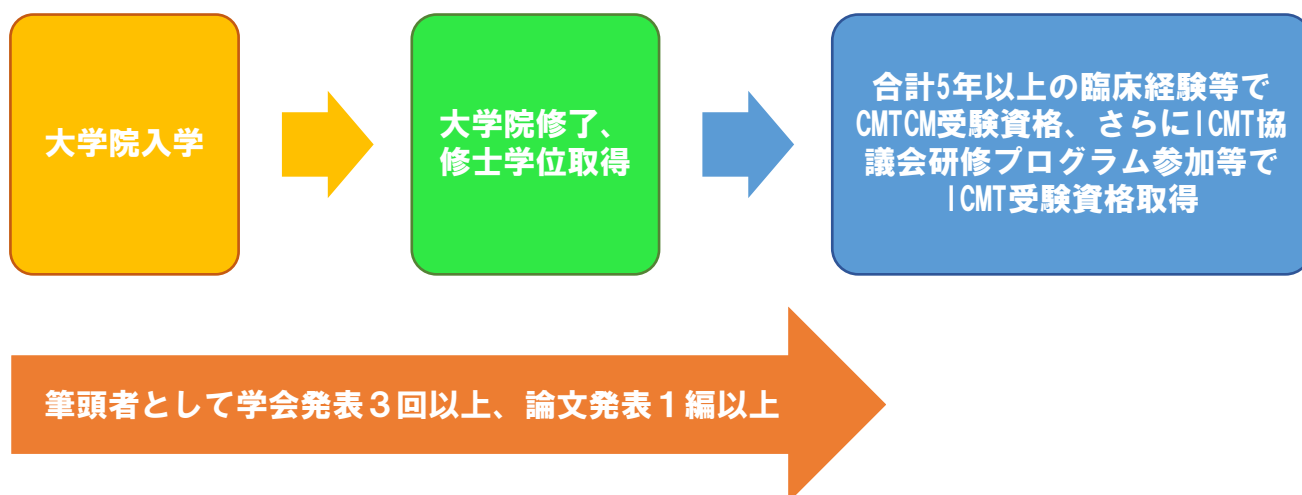 大学院入学
大学院修了、
修士学位取得
合計5年以上の臨床経験等で
CMTCM受験資格、さらにICMT協
議会研修プログラム参加等で
ICMT受験資格取得
筆頭者として学会発表３回以上、論文発表１編以上